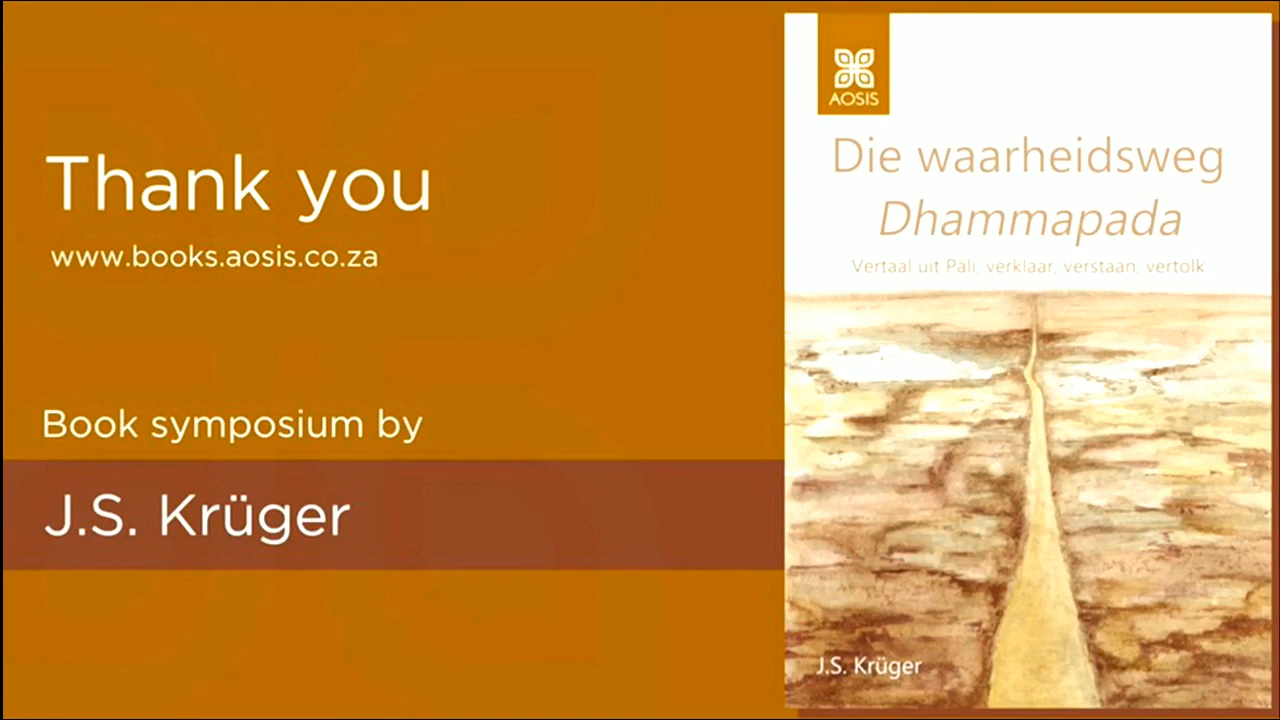 Thank you
www.books.aosis.co.za
Book symposium by
J.S. Krüger
AOSIS
Die waarheidsweg
Dhammapada
Vertaal uit Pali, verklaar, verstaan, vertolk
J.S. Krüger